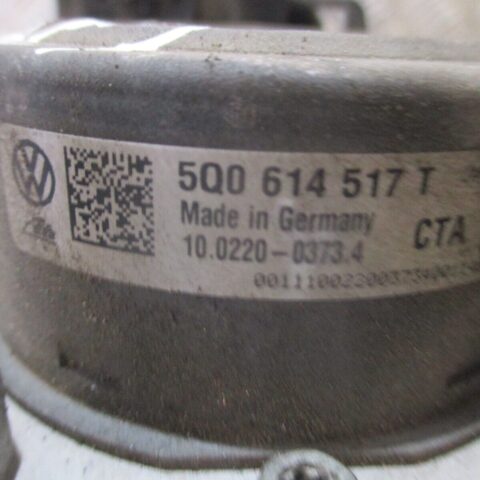 5Q0 614 517 T
Made in Germany
10.0220-0373.4 CTA